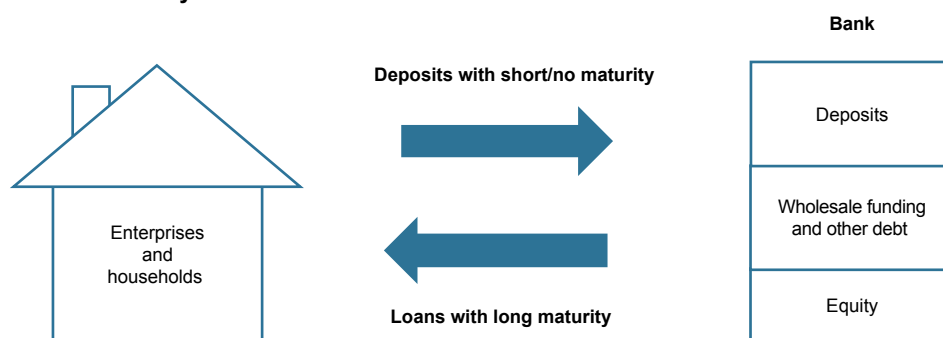 Bank
Deposits with short/no maturity
Deposits
Enterprises
and
households
Wholesale funding
and other debt
Loans with long maturity
Equity